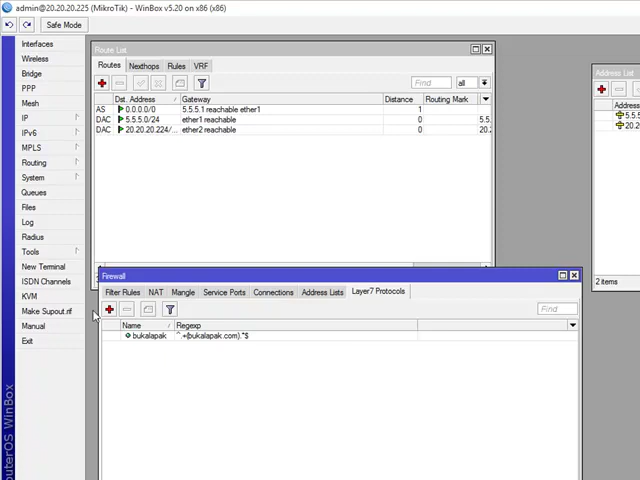 admin@20.20.20.225 (MikroTik) - WinBox v5.20 on x86 (x86)
Safe Mode
Interfaces
Wireless
Bridge
PPP
Mesh
IP
IPv6
MPLS
Routing
System
Queues
Files
Log
Radius
Tools
New Terminal
ISDN Channels
KVM
Make Supout.rif
Manual
Exit
RouterOS WinBox
Route List
Routes Nexthops Rules VRF
Find all
Dst. Address Gateway Distance Routing Mark
AS 0.0.0.0/0 5.5.5.1 reachable ether1 1
DAC 5.5.5.0/24 ether1 reachable 0 5.5.
DAC 20.20.20.224/... ether2 reachable 0 20.2
Address List
Address
5.5.5
20.20
2 items
Firewall
Filter Rules NAT Mangle Service Ports Connections Address Lists Layer7 Protocols
Find
Name Regexp
bukalapak ^.+(bukalapak.com).*$